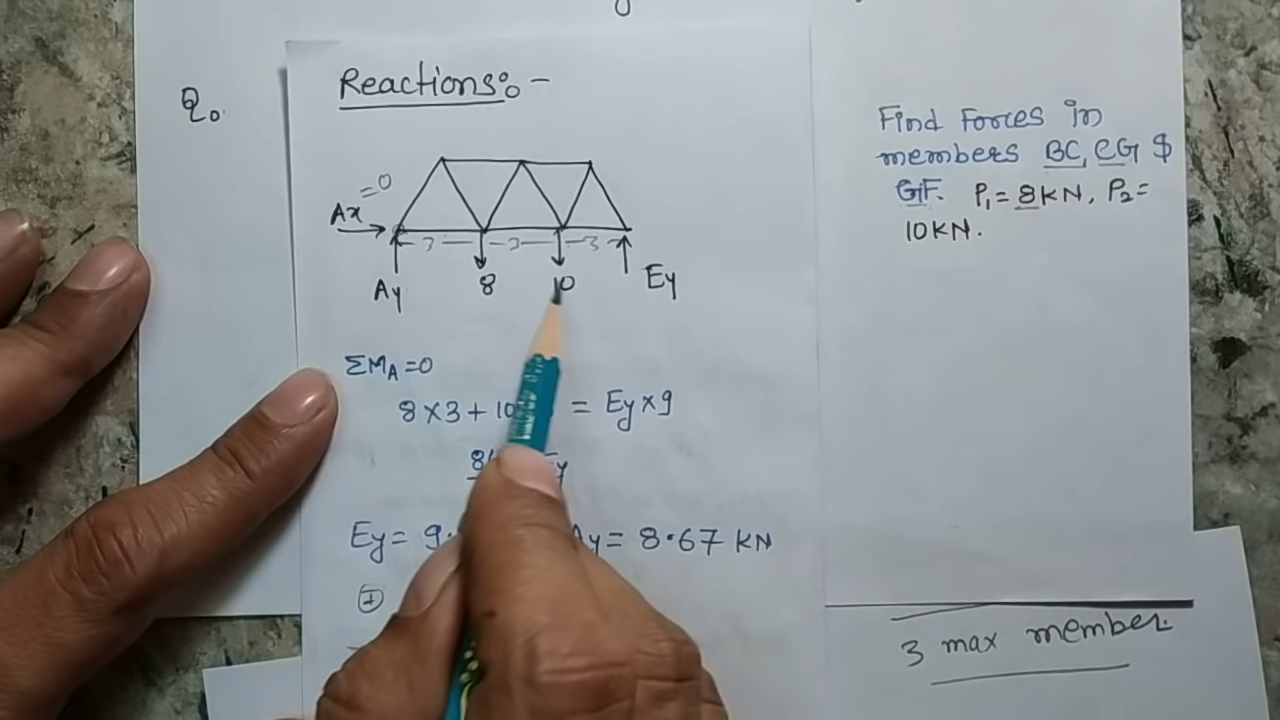 Reactions:-
Q.
Ax =0
3 3 3
Ay 8 10 Ey
ΣMA=0
8×3+10 = Ey×9
Ey= 9. Ay= 8.67 KN
Find Forces in
members BC, CG &
GF. P1=8KN, P2=
10KN.
3 max member.